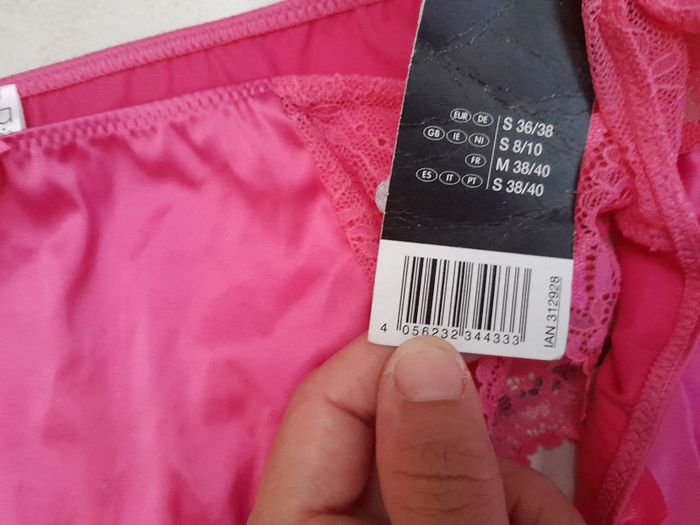 EUR DE S 36/38
GB IE NI S 8/10
FR M 38/40
ES IT PT S 38/40
4 056232 344333
IAN 312928